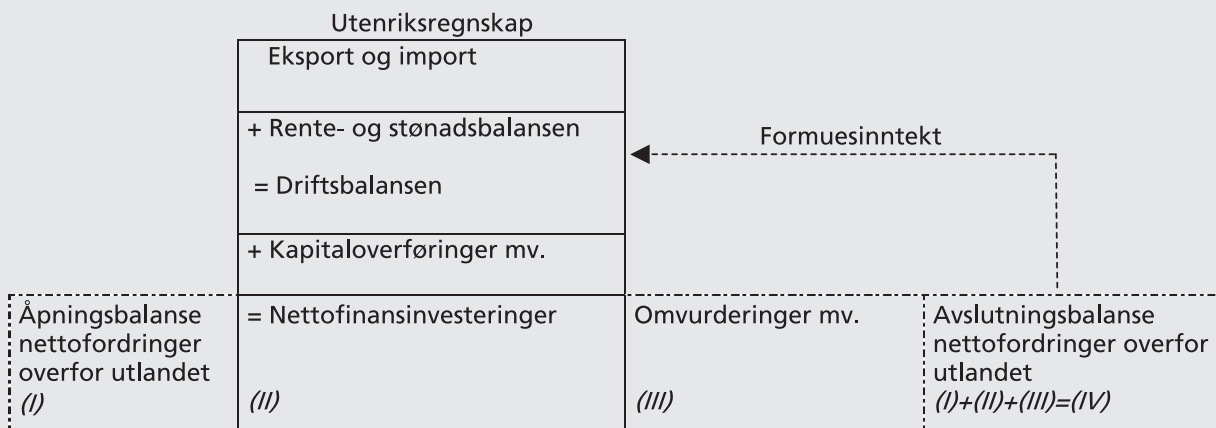 Utenriksregnskap
Eksport og import
+ Rente- og stønadsbalansen
= Driftsbalansen
Formuesinntekt
+ Kapitaloverføringer mv.
Åpningsbalanse
nettofordringer
overfor utlandet
(I)
= Nettofinansinvesteringer
(II)
Omvurderinger mv.
(III)
Avslutningsbalanse
nettofordringer overfor
utlandet
(I)+(II)+(III)=(IV)